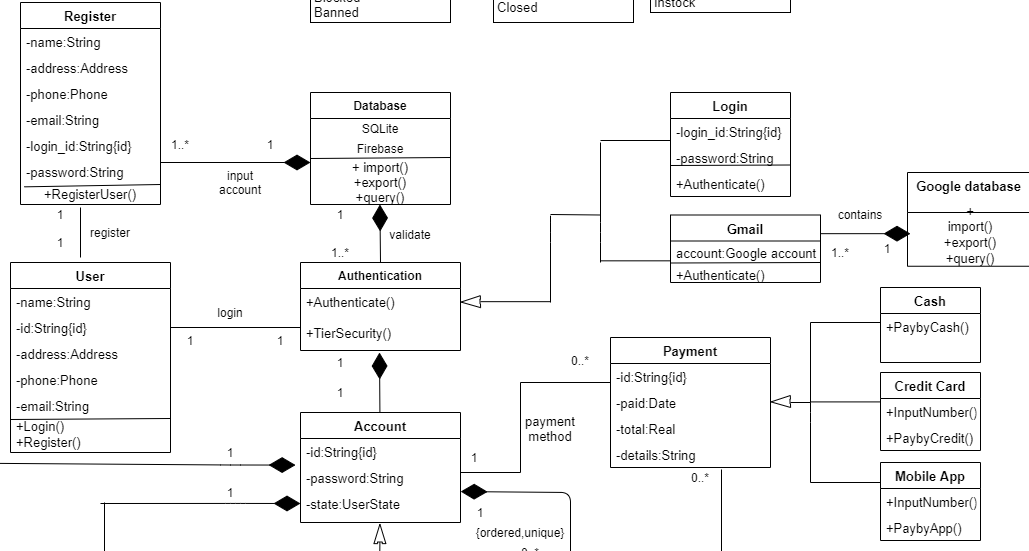 Banned
Closed
Instock
Register
-name:String
-address:Address
-phone:Phone
-email:String
-login_id:String{id}
-password:String
+RegisterUser()
1..*
1
input
account
Database
SQLite
Firebase
+ import()
+export()
+query()
1
validate
1..*
1
1
register
User
-name:String
-id:String{id}
-address:Address
-phone:Phone
-email:String
+Login()
+Register()
login
1
1
Authentication
+Authenticate()
+TierSecurity()
1
1
Login
-login_id:String{id}
-password:String
+Authenticate()
Gmail
account:Google account
+Authenticate()
contains
1..*
1
Google database
+
import()
+export()
+query()
Account
-id:String{id}
-password:String
-state:UserState
1
1
1
payment
method
0..*
1
{ordered,unique}
0..*
Payment
-id:String{id}
-paid:Date
-total:Real
-details:String
0..*
Cash
+PaybyCash()
Credit Card
+InputNumber()
+PaybyCredit()
Mobile App
+InputNumber()
+PaybyApp()